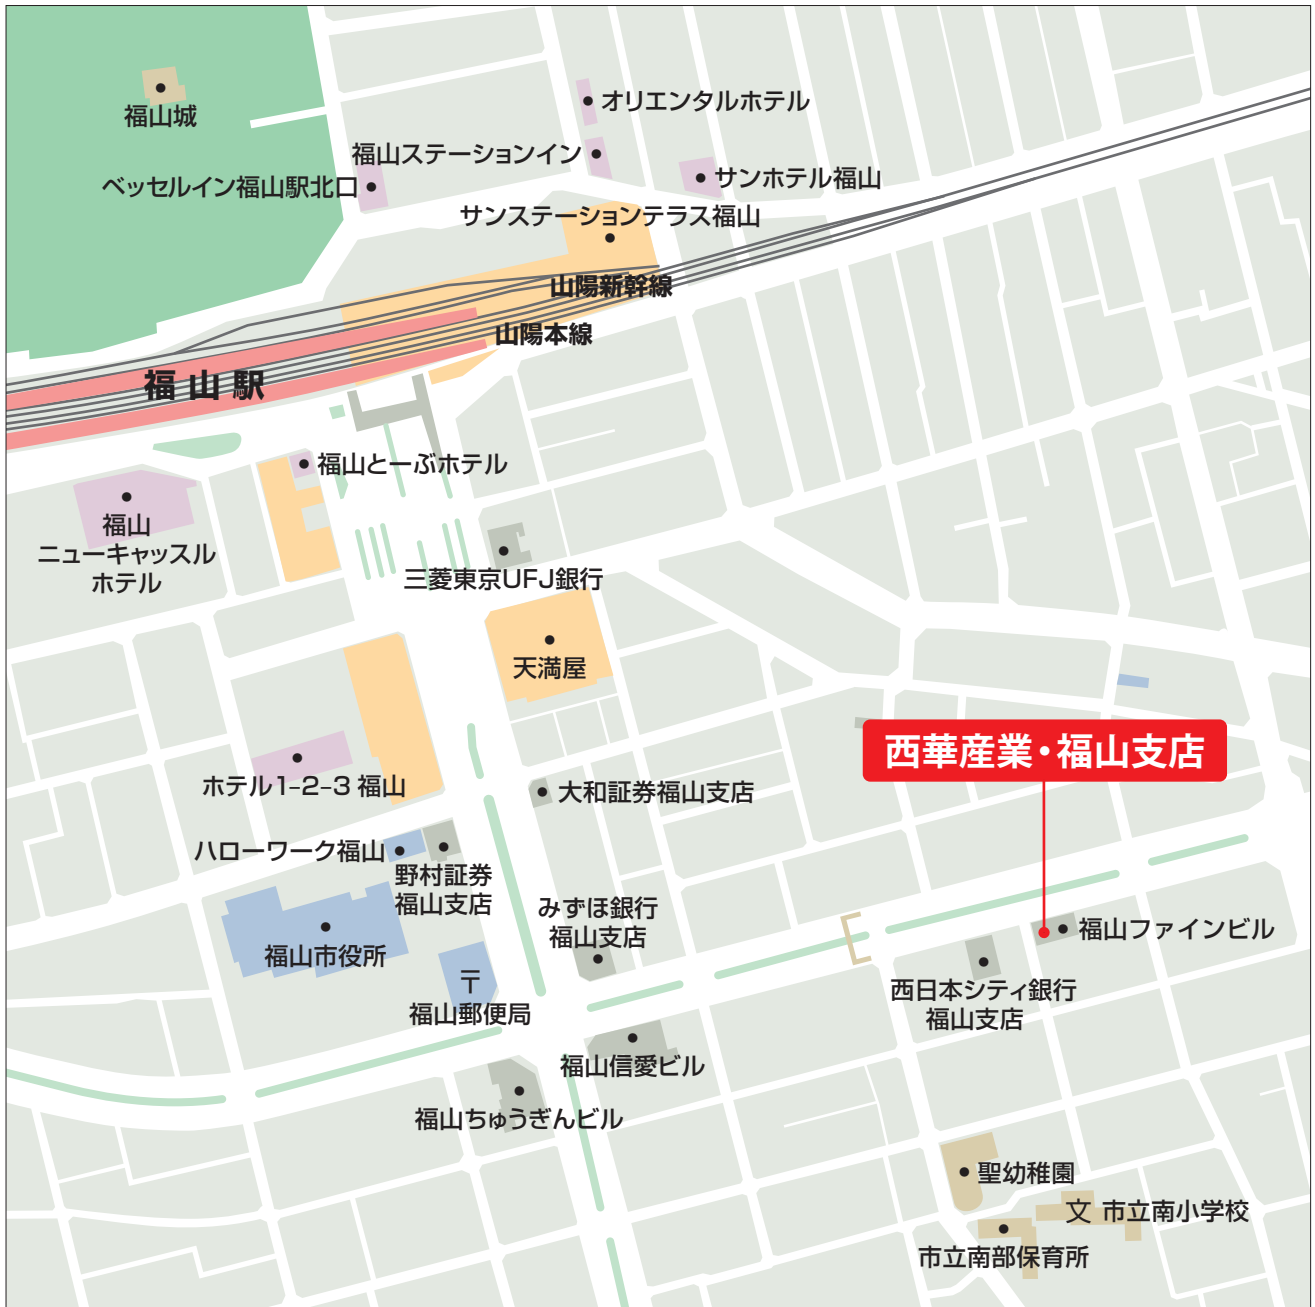 福山城
オリエンタルホテル
福山ステーションイン
ベッセルイン福山駅北口
サンホテル福山
サンステーションテラス福山
山陽新幹線
山陽本線
福山駅
福山とーぶホテル
福山
ニューキャッスル
ホテル
三菱東京UFJ銀行
天満屋
西華産業・福山支店
ホテル1-2-3 福山
大和証券福山支店
ハローワーク福山
野村証券
福山支店
みずほ銀行
福山支店
福山市役所
福山ファインビル
〒
福山郵便局
西日本シティ銀行
福山支店
福山信愛ビル
福山ちゅうぎんビル
聖幼稚園
文 市立南小学校
市立南部保育所